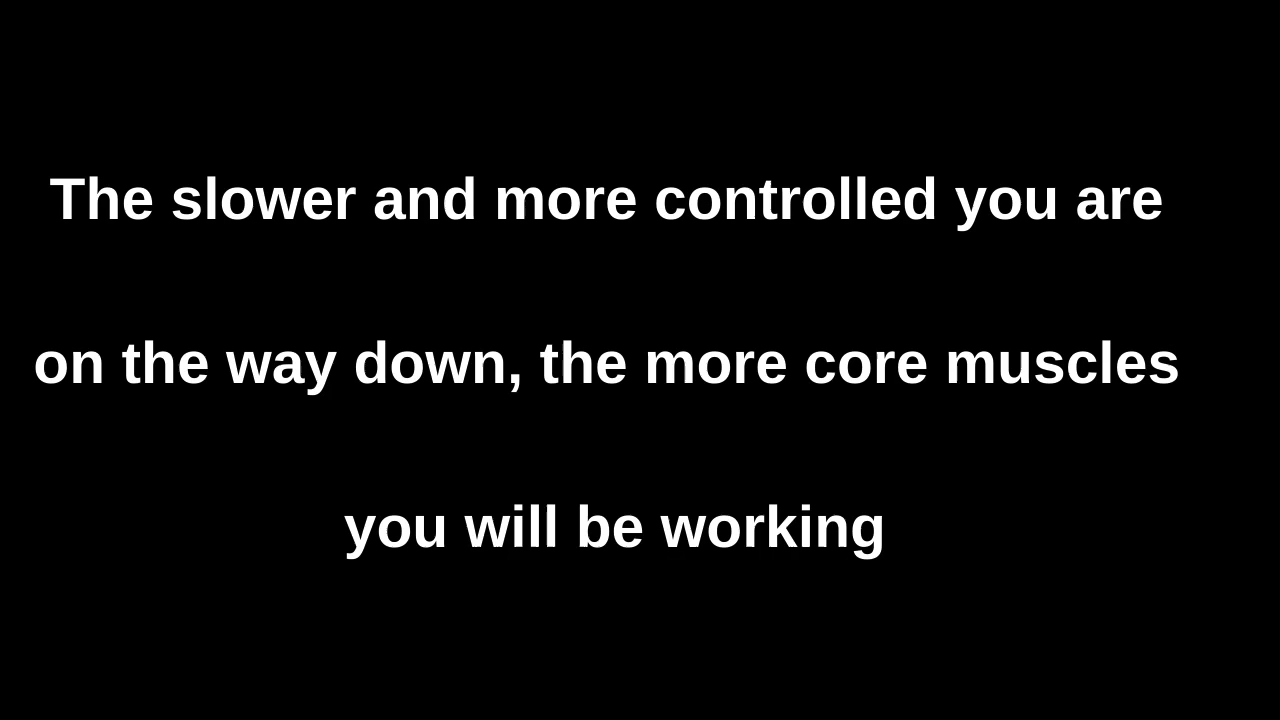 The slower and more controlled you are
on the way down, the more core muscles
you will be working